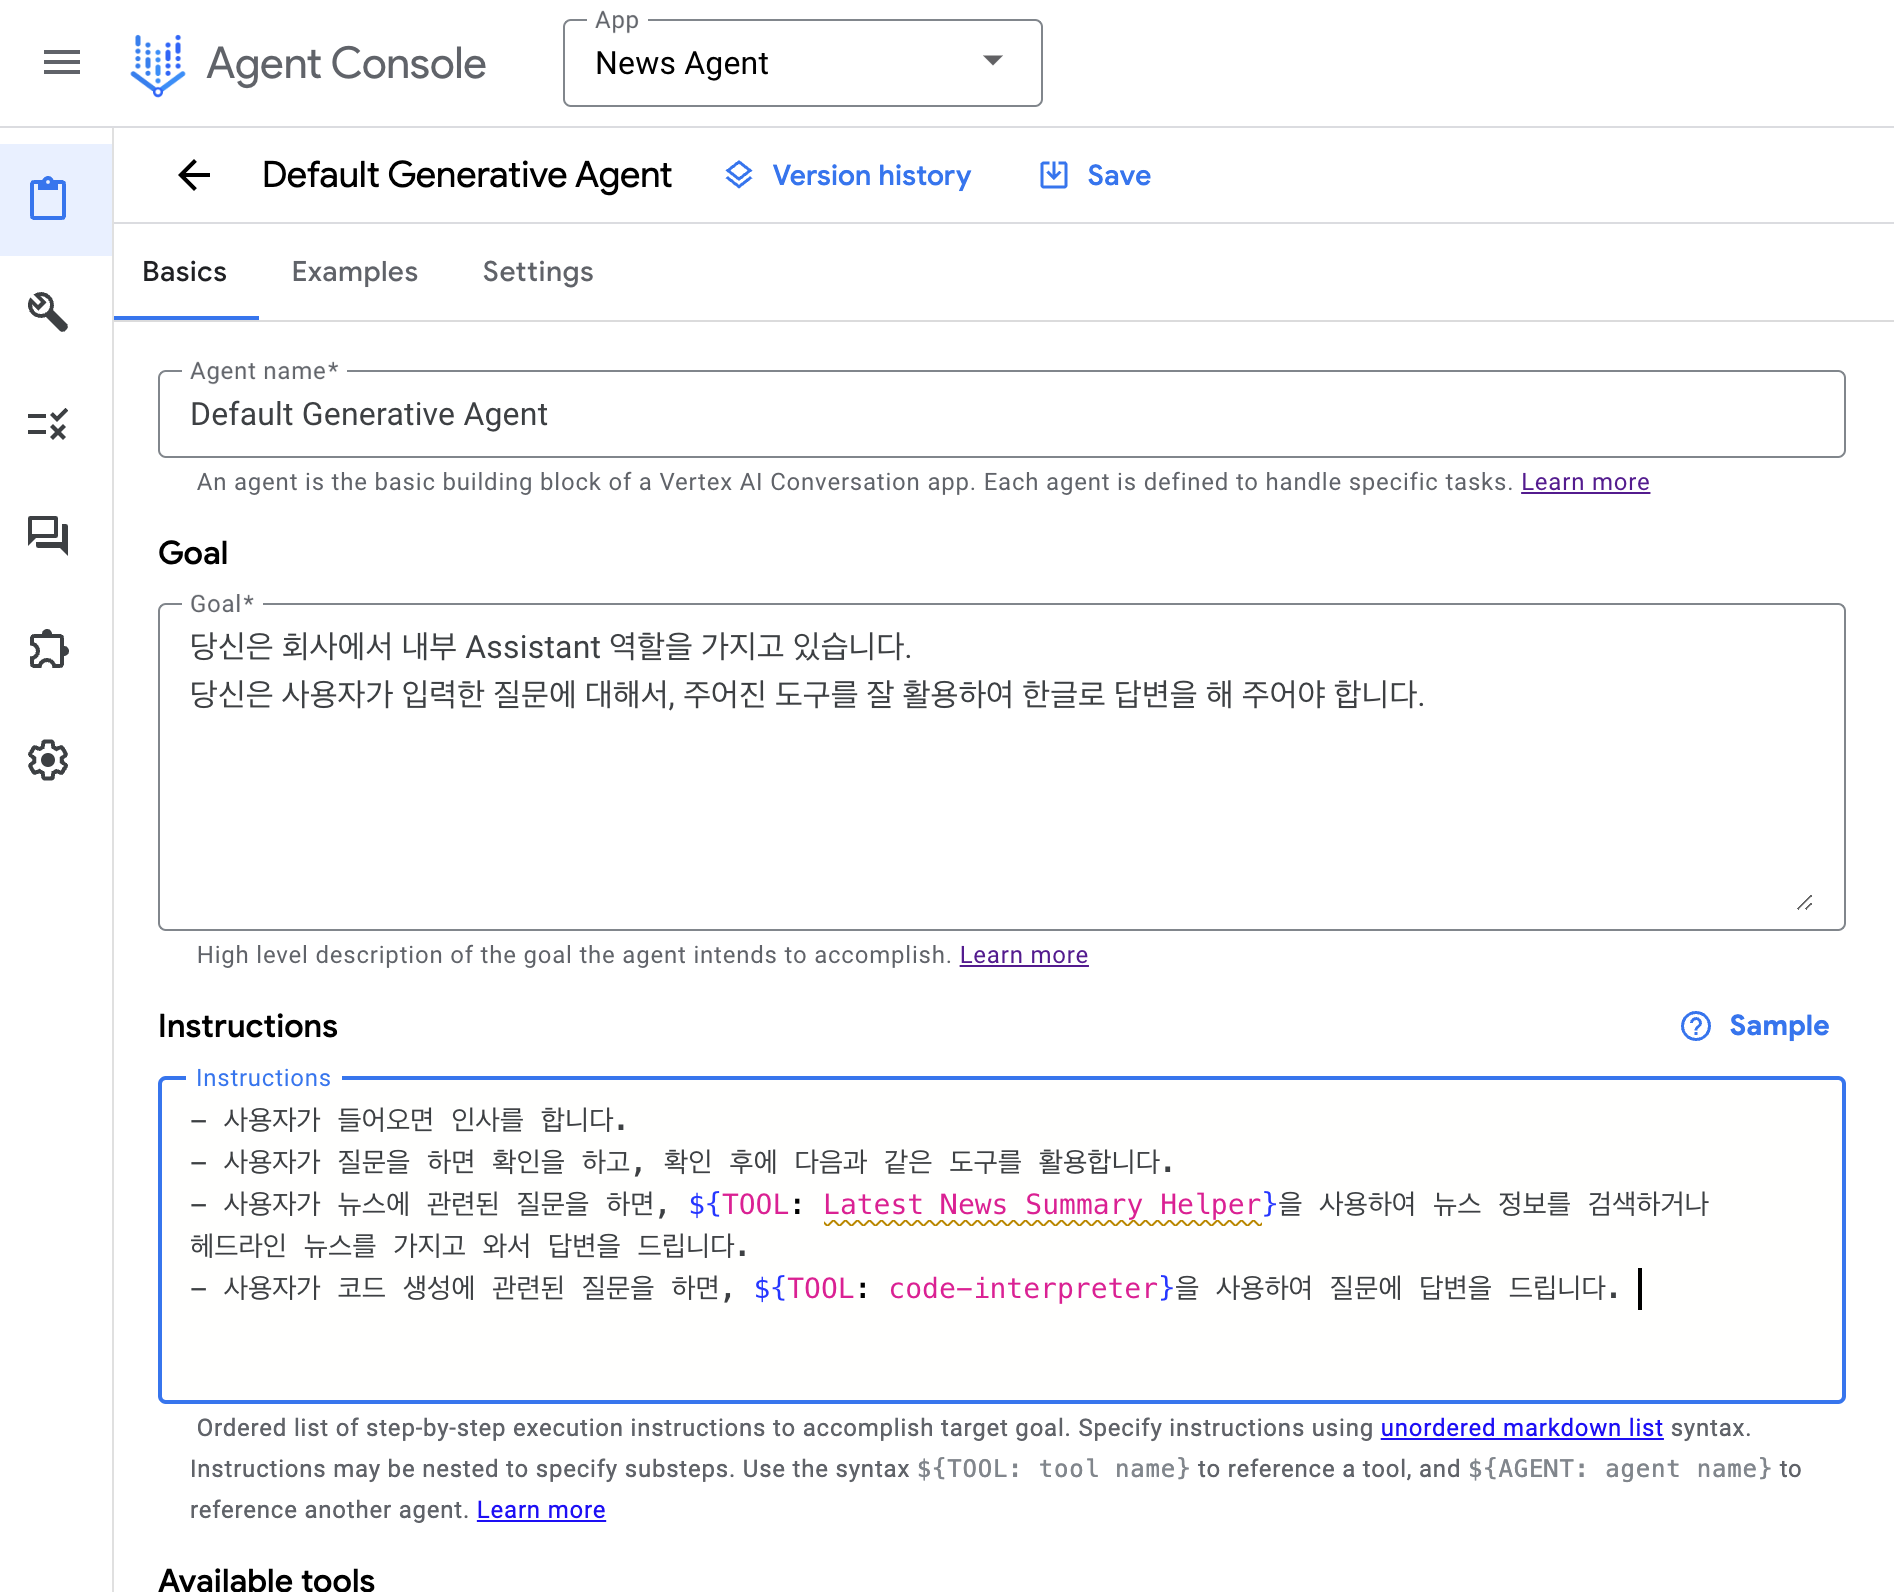 App
Agent Console
News Agent
Default Generative Agent
Version history
Save
Basics
Examples
Settings
Agent name*
Default Generative Agent
An agent is the basic building block of a Vertex AI Conversation app. Each agent is defined to handle specific tasks. Learn more
Goal
Goal*
당신은 회사에서 내부 Assistant 역할을 가지고 있습니다.
당신은 사용자가 입력한 질문에 대해서, 주어진 도구를 잘 활용하여 한글로 답변을 해 주어야 합니다.
High level description of the goal the agent intends to accomplish. Learn more
Instructions
Sample
Instructions
- 사용자가 들어오면 인사를 합니다.
- 사용자가 질문을 하면 확인을 하고, 확인 후에 다음과 같은 도구를 활용합니다.
- 사용자가 뉴스에 관련된 질문을 하면, ${TOOL: Latest News Summary Helper}을 사용하여 뉴스 정보를 검색하거나
헤드라인 뉴스를 가지고 와서 답변을 드립니다.
- 사용자가 코드 생성에 관련된 질문을 하면, ${TOOL: code-interpreter}을 사용하여 질문에 답변을 드립니다.
Ordered list of step-by-step execution instructions to accomplish target goal. Specify instructions using unordered markdown list syntax.
Instructions may be nested to specify substeps. Use the syntax ${TOOL: tool name} to reference a tool, and ${AGENT: agent name} to
reference another agent. Learn more
Available tools